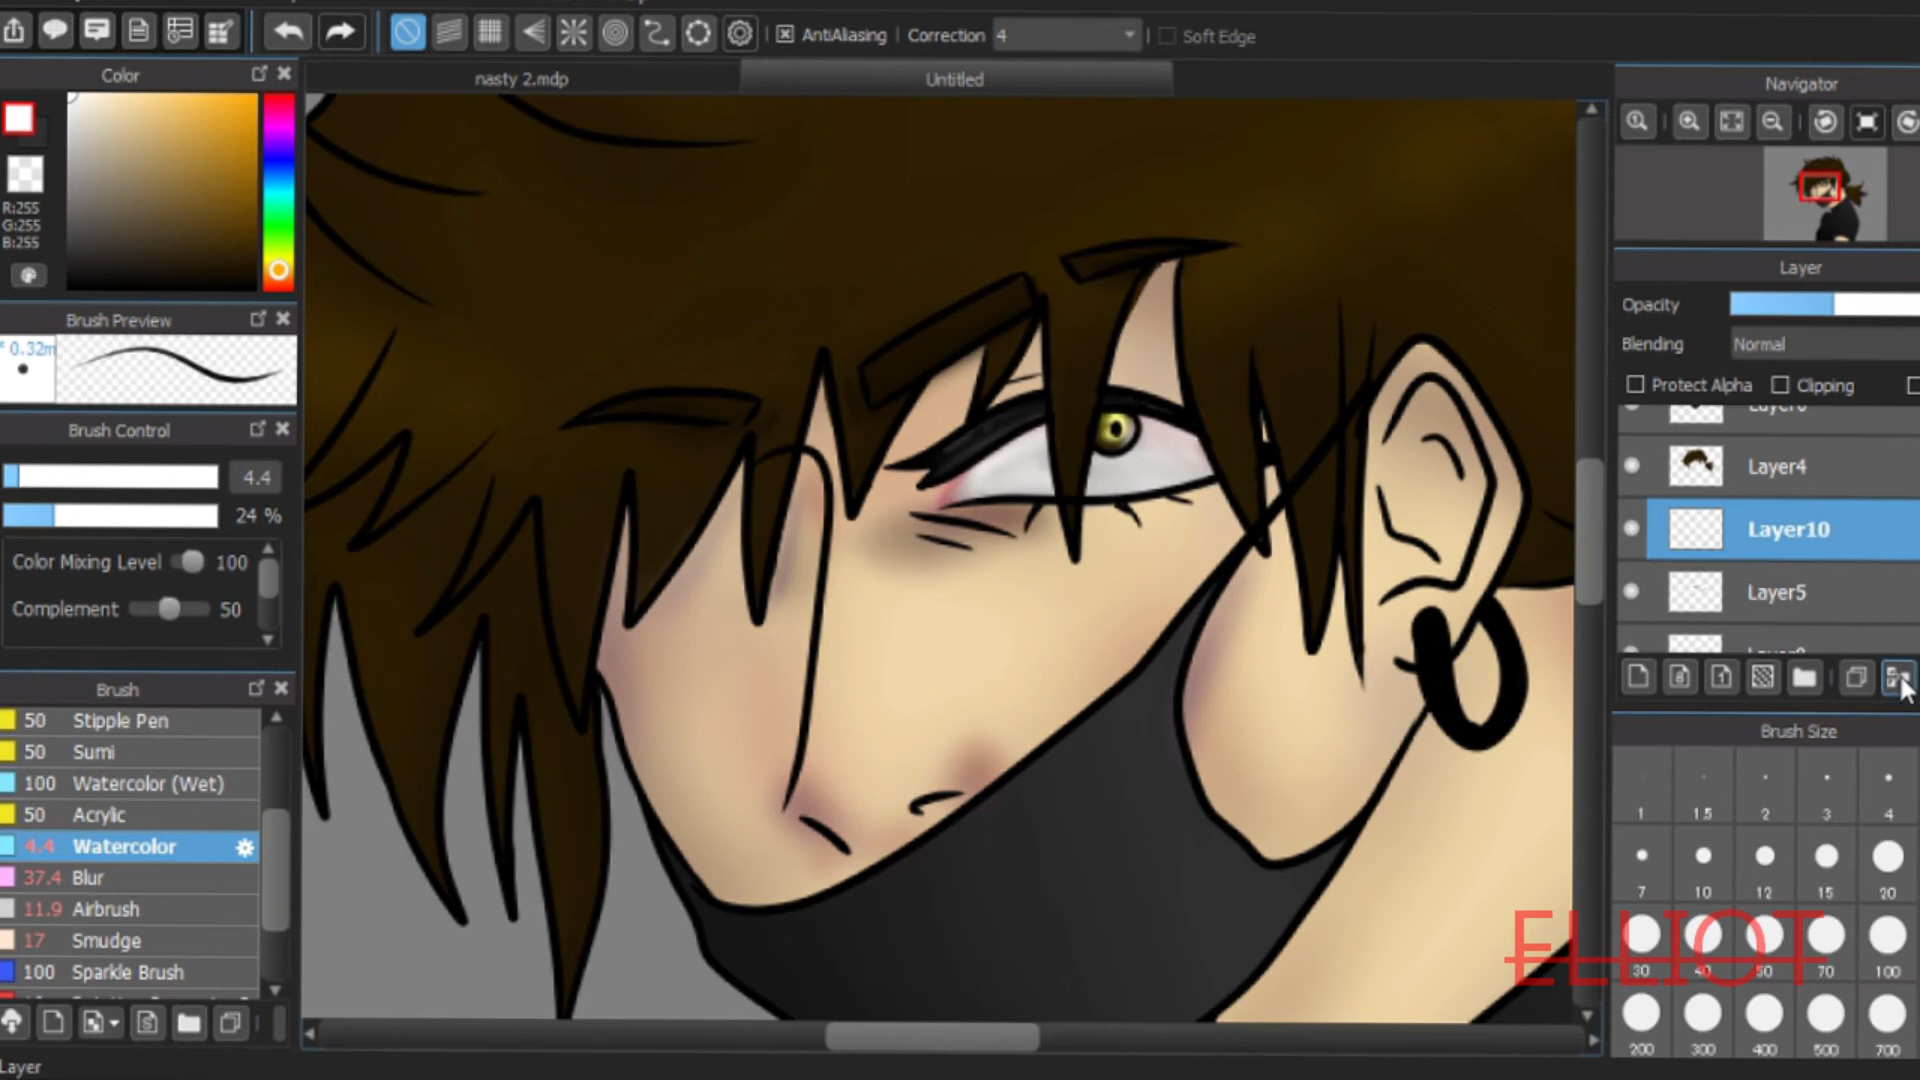 AntiAliasing
Correction 4
Soft Edge
Color
nasty 2.mdp
Untitled
Navigator
R:255
G:255
B:255
Layer
Opacity
Brush Preview
Blending Normal
* 0.32m
Protect Alpha
Clipping
Brush Control
Layer4
4.4
24 %
Layer10
Color Mixing Level 100
Complement 50
Layer5
Brush
Brush Size
50 Stipple Pen
50 Sumi
100 Watercolor (Wet)
50 Acrylic
4.4 Watercolor
37.4 Blur
11.9 Airbrush
17 Smudge
100 Sparkle Brush
1 1.5 2 3 4
7 10 12 15 20
ELLIOT
30 40 50 70 100
200 300 400 500 700
Layer